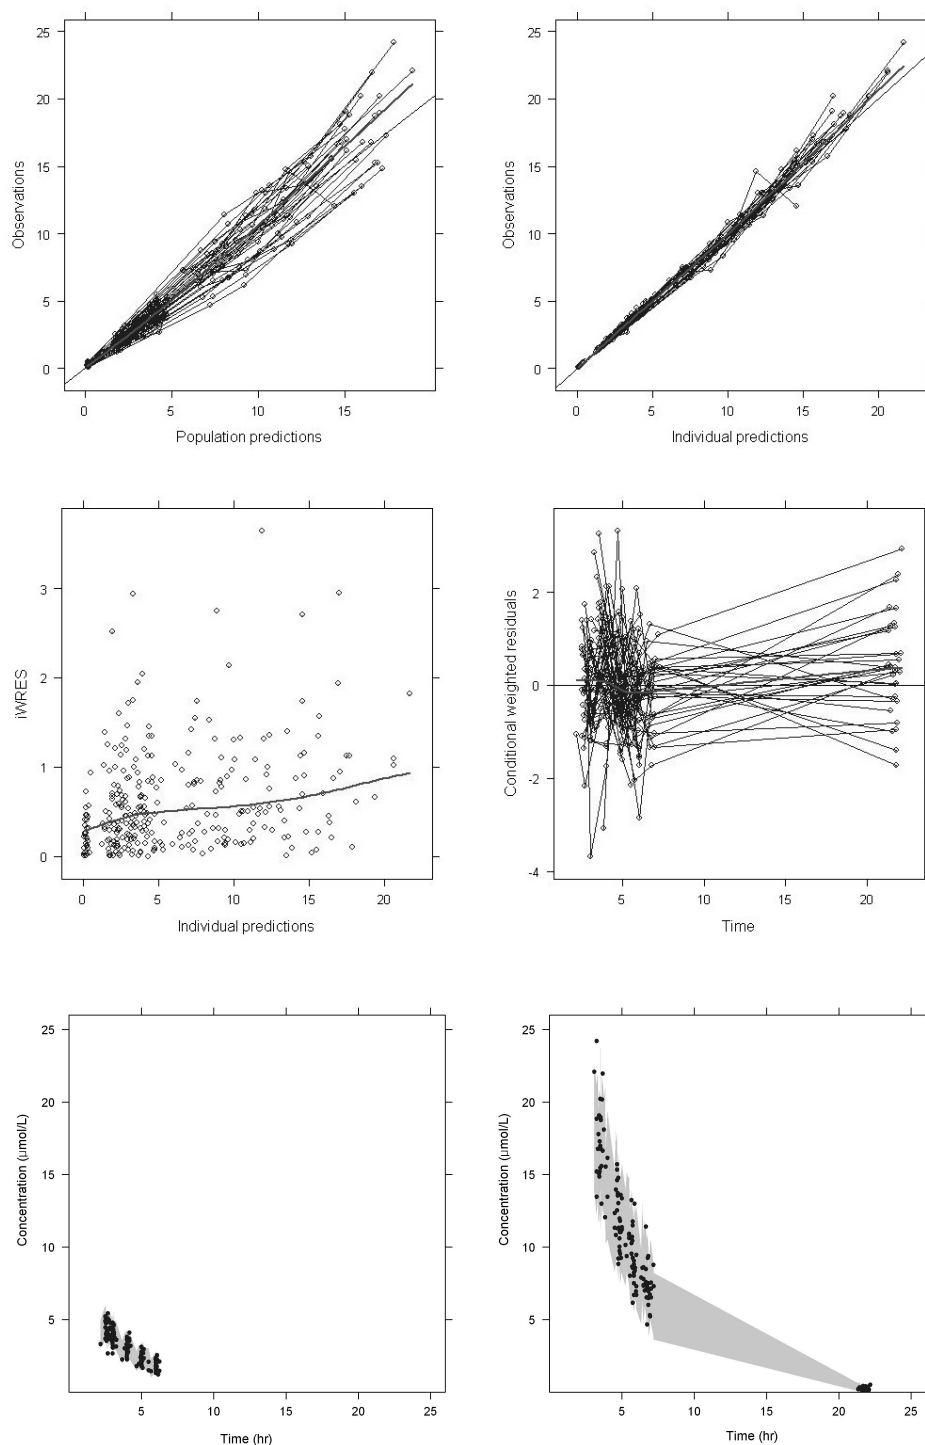 25
20
15
10
5
0
Observations
0 5 10 15
Population predictions
25
20
15
10
5
0
Observations
0 5 10 15 20
Individual predictions
3
2
1
0
iWRES
0 5 10 15 20
Individual predictions
2
0
-2
-4
Conditional weighted residuals
5 10 15 20
Time
25
20
15
10
5
Concentration (µmol/L)
5 10 15 20 25
Time (hr)
25
20
15
10
5
Concentration (µmol/L)
5 10 15 20 25
Time (hr)